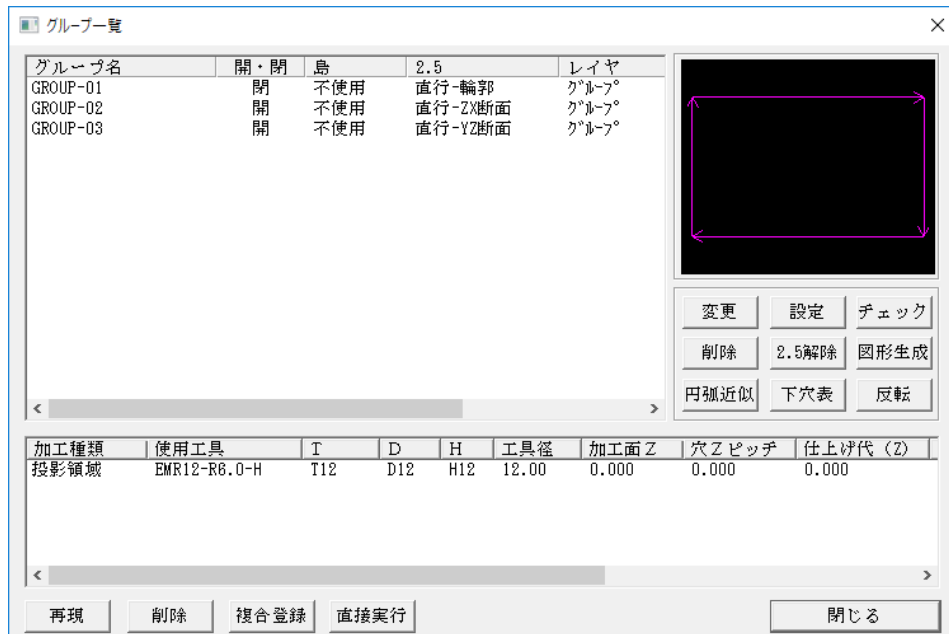 グループ一覧
グループ名 開・閉 島 2.5 レイヤ
GROUP-01 閉 不使用 直行-輪郭 グループ
GROUP-02 開 不使用 直行-ZX断面 グループ
GROUP-03 開 不使用 直行-YZ断面 グループ
変更 設定 チェック
削除 2.5解除 図形生成
円弧近似 下穴表 反転
加工種類 使用工具 T D H 工具径 加工面Z 穴Zピッチ 仕上げ代（Z）
投影領域 EMR12-R6.0-H T12 D12 H12 12.00 0.000 0.000 0.000
再現 削除 複合登録 直接実行 閉じる